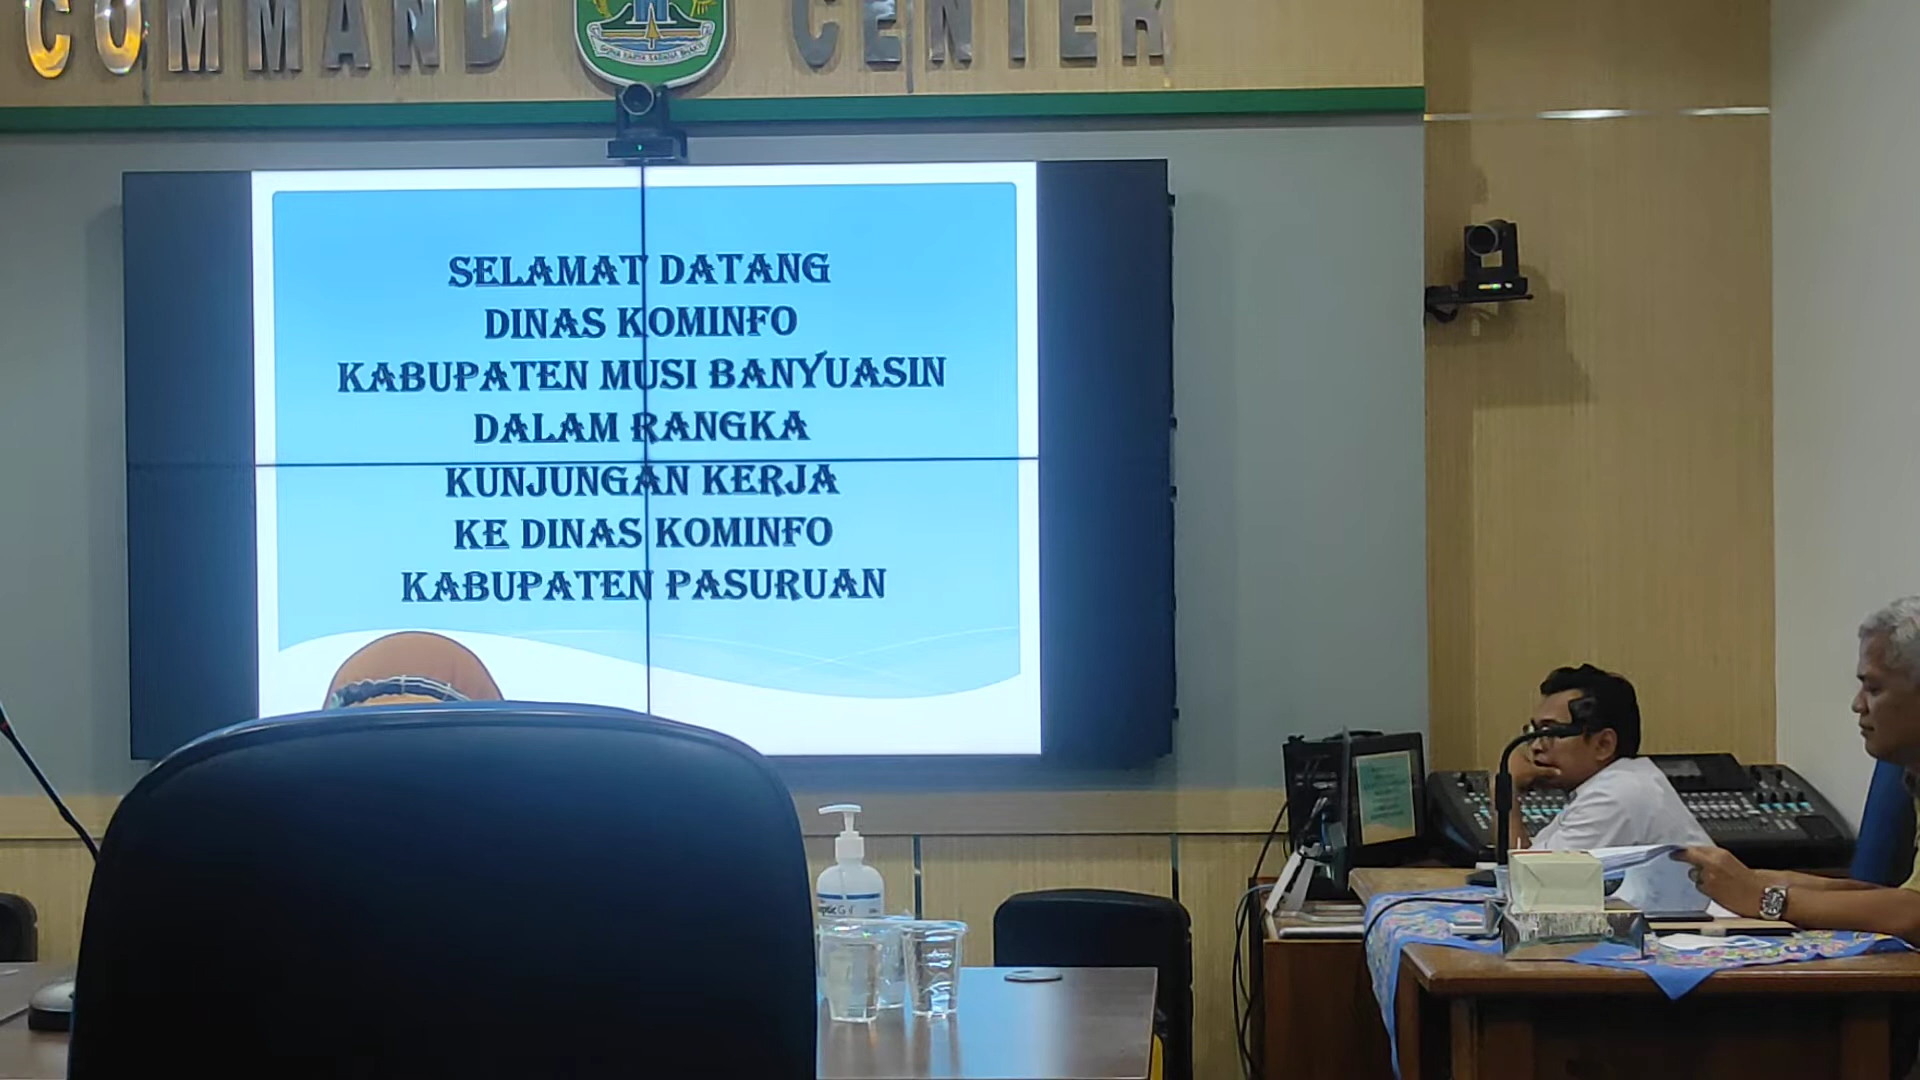 COMMAND CENTER
SELAMAT DATANG
DINAS KOMINFO
KABUPATEN MUSI BANYUASIN
DALAM RANGKA
KUNJUNGAN KERJA
KE DINAS KOMINFO
KABUPATEN PASURUAN